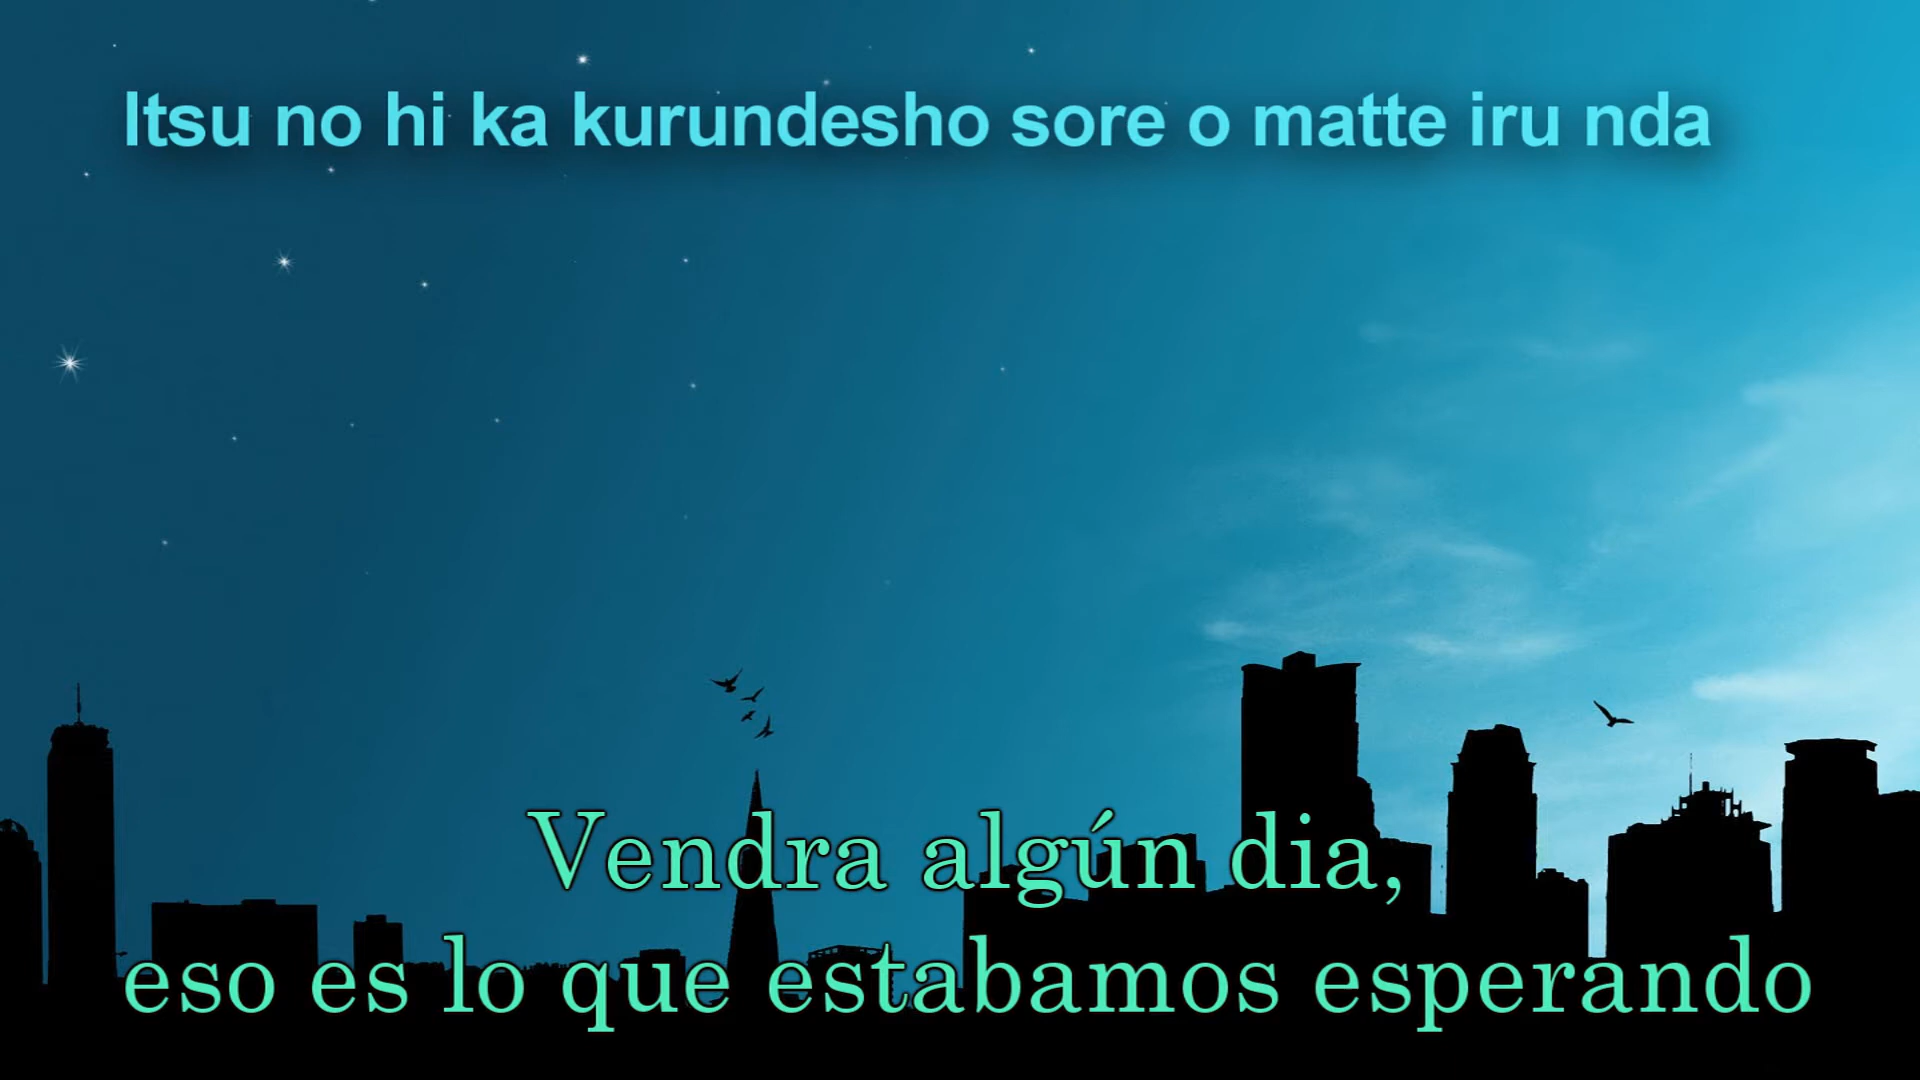 Itsu no hi ka kurundesho sore o matte iru nda
Vendra algún dia,
eso es lo que estabamos esperando